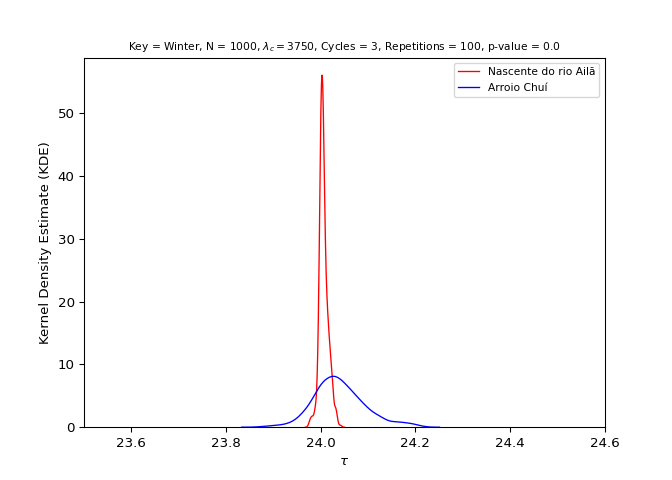 Key = Winter, N = 1000, λc = 3750, Cycles = 3, Repetitions = 100, p-value = 0.0
Nascente do rio Ailã
Arroio Chuí
Kernel Density Estimate (KDE)
50
40
30
20
10
0
23.6 23.8 24.0 24.2 24.4 24.6
τ